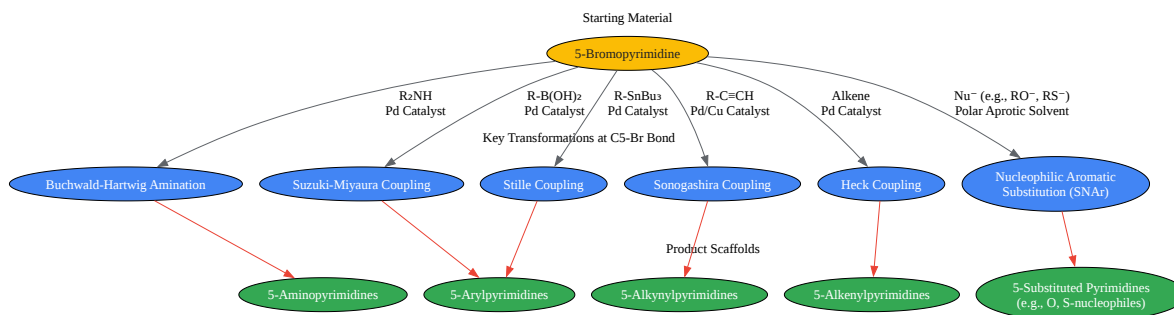 Starting Material
5-Bromopyrimidine
R₂NH
Pd Catalyst
R-B(OH)₂
Pd Catalyst
R-SnBu₃
Pd Catalyst
R-C≡CH
Pd/Cu Catalyst
Alkene
Pd Catalyst
Nu⁻ (e.g., RO⁻, RS⁻)
Polar Aprotic Solvent
Key Transformations at C5-Br Bond
Buchwald-Hartwig Amination
Suzuki-Miyaura Coupling
Stille Coupling
Sonogashira Coupling
Heck Coupling
Nucleophilic Aromatic
Substitution (SNAr)
Product Scaffolds
5-Aminopyrimidines
5-Arylpyrimidines
5-Alkynylpyrimidines
5-Alkenylpyrimidines
5-Substituted Pyrimidines
(e.g., O, S-nucleophiles)